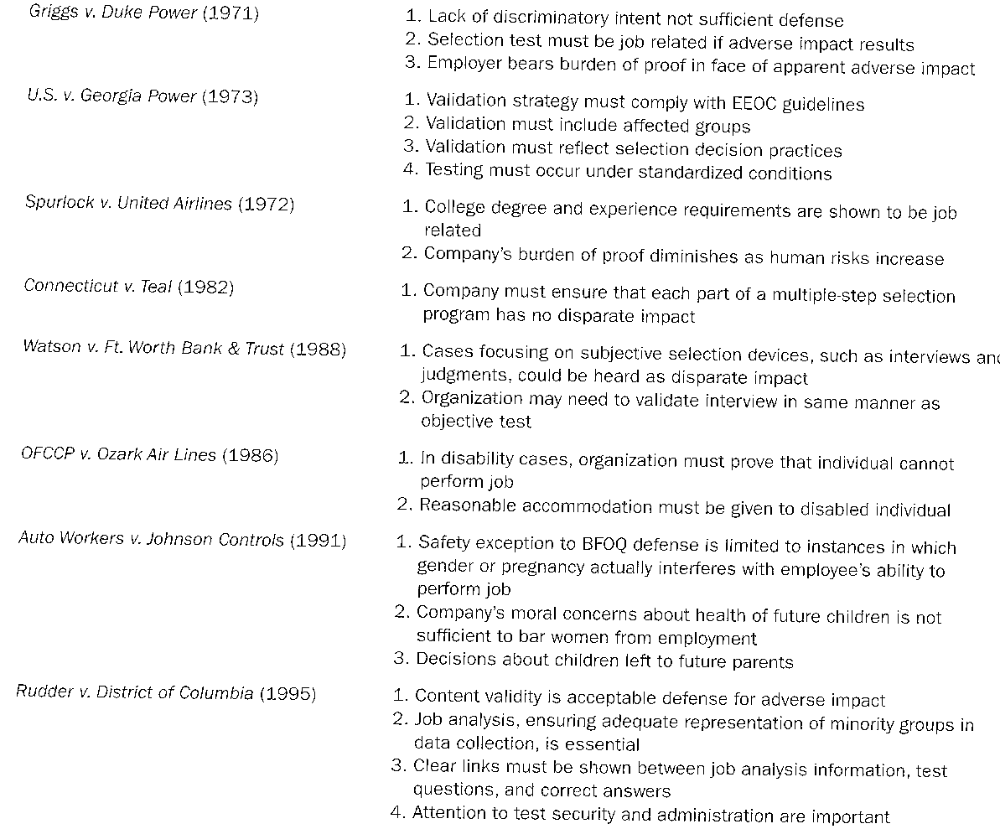 Griggs v. Duke Power (1971)
1. Lack of discriminatory intent not sufficient defense
2. Selection test must be job related if adverse impact results
3. Employer bears burden of proof in face of apparent adverse impact
U.S. v. Georgia Power (1973)
1. Validation strategy must comply with EEOC guidelines
2. Validation must include affected groups
3. Validation must reflect selection decision practices
4. Testing must occur under standardized conditions
Spurlock v. United Airlines (1972)
1. College degree and experience requirements are shown to be job
related
2. Company's burden of proof diminishes as human risks increase
Connecticut v. Teal (1982)
1. Company must ensure that each part of a multiple-step selection
program has no disparate impact
Watson v. Ft. Worth Bank & Trust (1988)
1. Cases focusing on subjective selection devices, such as interviews and
judgments, could be heard as disparate impact
2. Organization may need to validate interview in same manner as
objective test
OFCCP v. Ozark Air Lines (1986)
1. In disability cases, organization must prove that individual cannot
perform job
2. Reasonable accommodation must be given to disabled individual
Auto Workers v. Johnson Controls (1991)
1. Safety exception to BFOQ defense is limited to instances in which
gender or pregnancy actually interferes with employee's ability to
perform job
2. Company's moral concerns about health of future children is not
sufficient to bar women from employment
3. Decisions about children left to future parents
Rudder v. District of Columbia (1995)
1. Content validity is acceptable defense for adverse impact
2. Job analysis, ensuring adequate representation of minority groups in
data collection, is essential
3. Clear links must be shown between job analysis information, test
questions, and correct answers
4. Attention to test security and administration are important